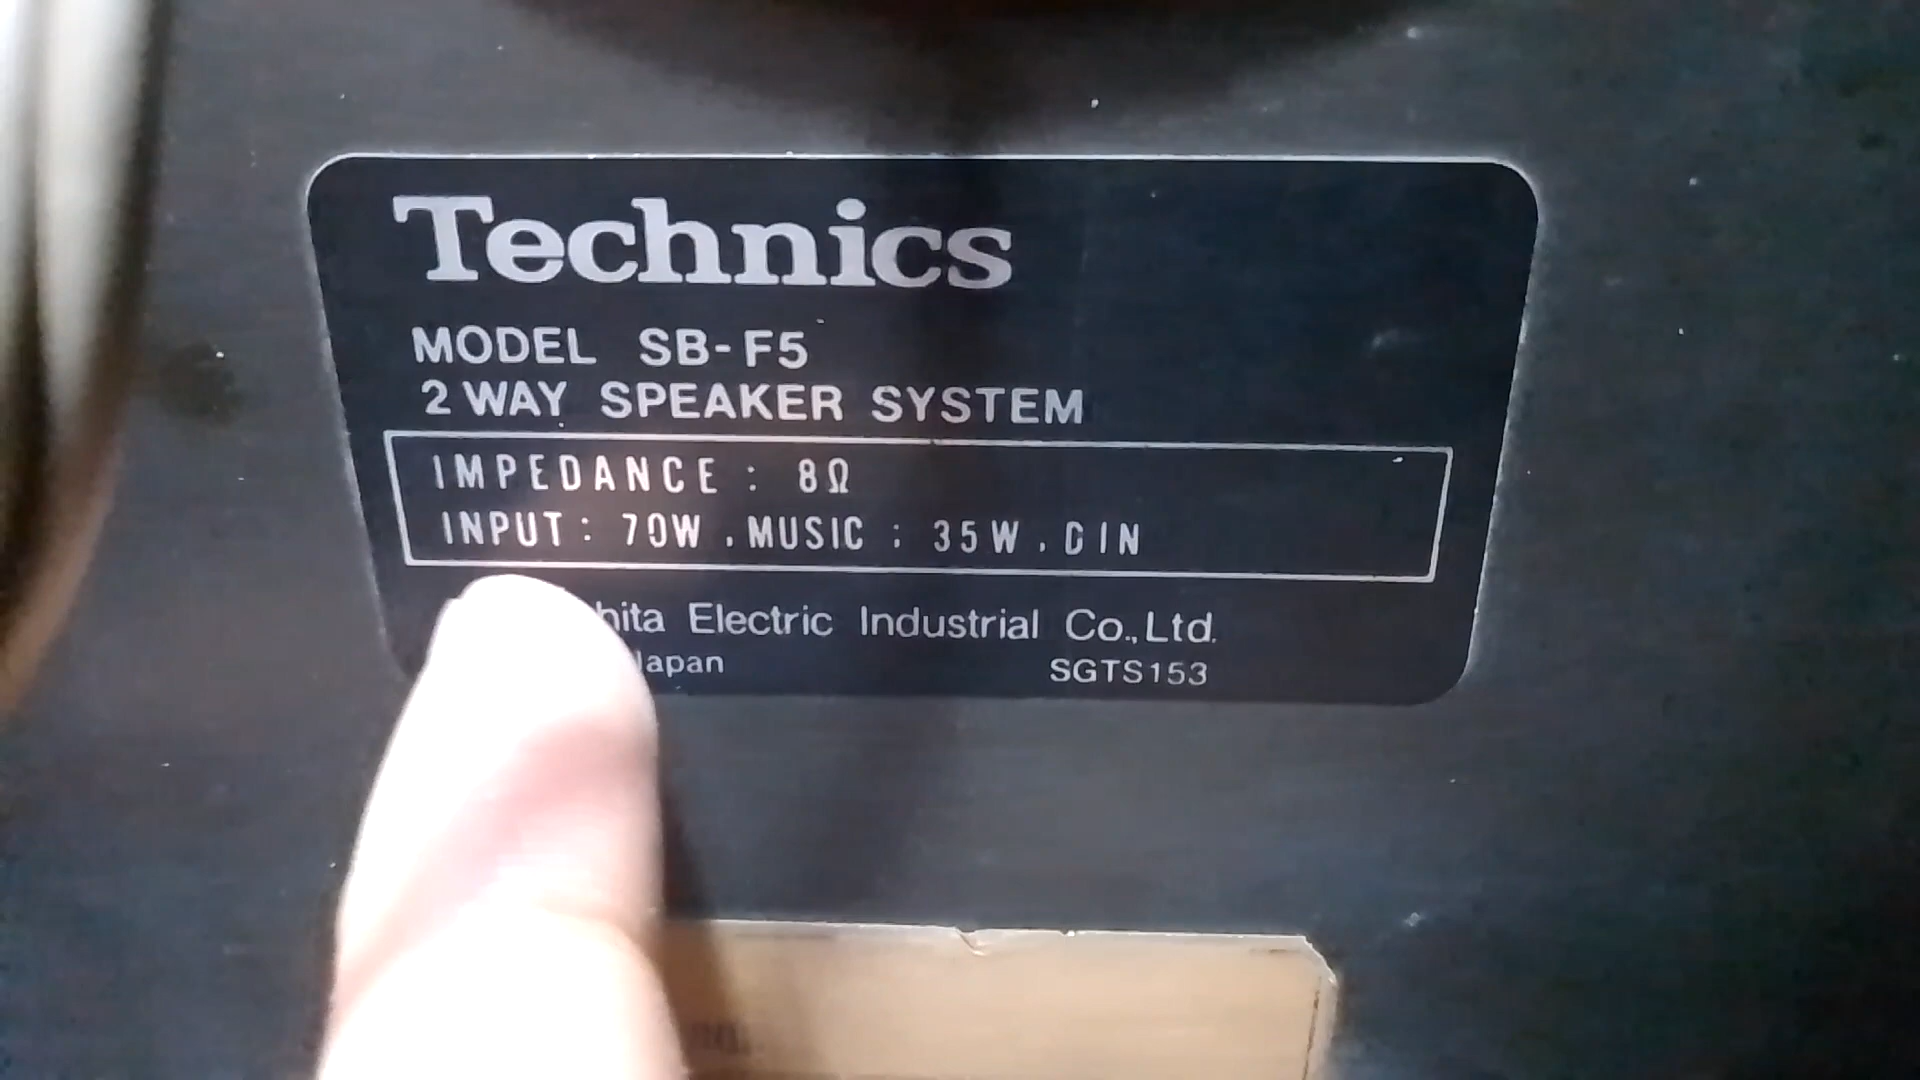 Technics
MODEL SB-F5
2 WAY SPEAKER SYSTEM
IMPEDANCE : 8Ω
INPUT : 70W . MUSIC : 35W . DIN
Electric Industrial Co.,Ltd.
Japan SGTS153